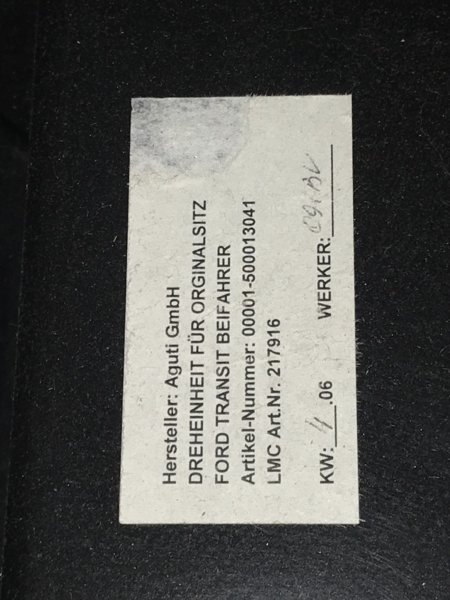 Hersteller: Aguti GmbH
DREHEINHEIT FÜR ORGINALSITZ
FORD TRANSIT BEIFAHRER
Artikel-Nummer: 00001-500013041
LMC Art.Nr. 217916
KW: 4 .06 WERKER: